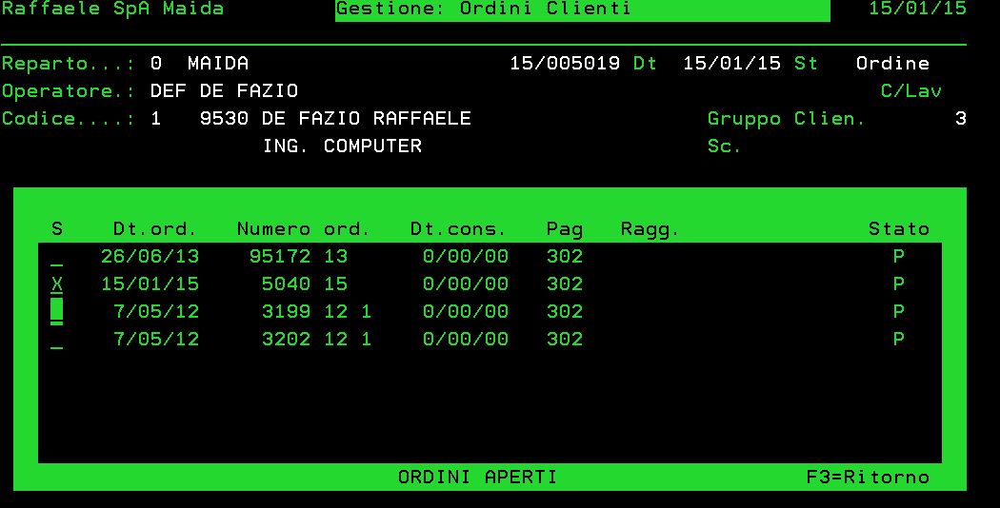 Raffaele SpA Maida Gestione: Ordini Clienti 15/01/15
Reparto...: 0 MAIDA 15/005019 Dt 15/01/15 St Ordine
Operatore.: DEF DE FAZIO C/Lav
Codice....: 1 9530 DE FAZIO RAFFAELE Gruppo Clien. 3
ING. COMPUTER Sc.
S Dt.ord. Numero ord. Dt.cons. Pag Ragg. Stato
_ 26/06/13 95172 13 0/00/00 302 P
X 15/01/15 5040 15 0/00/00 302 P
7/05/12 3199 12 1 0/00/00 302 P
_ 7/05/12 3202 12 1 0/00/00 302 P
ORDINI APERTI F3=Ritorno